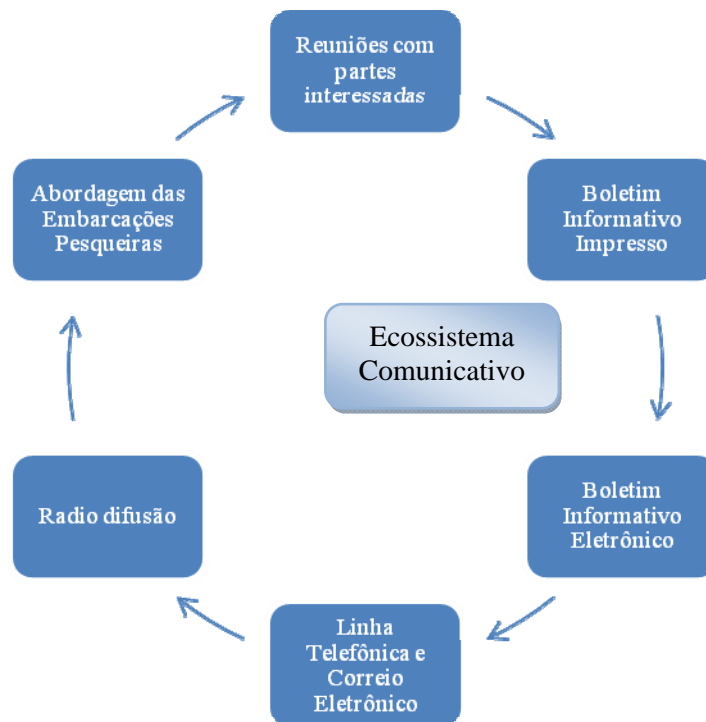 Reuniões com
partes
interessadas
Boletim
Informativo
Impresso
Boletim
Informativo
Eletrônico
Linha
Telefônica e
Correio
Eletrônico
Radio difusão
Abordagem das
Embarcações
Pesqueiras
Ecossistema
Comunicativo